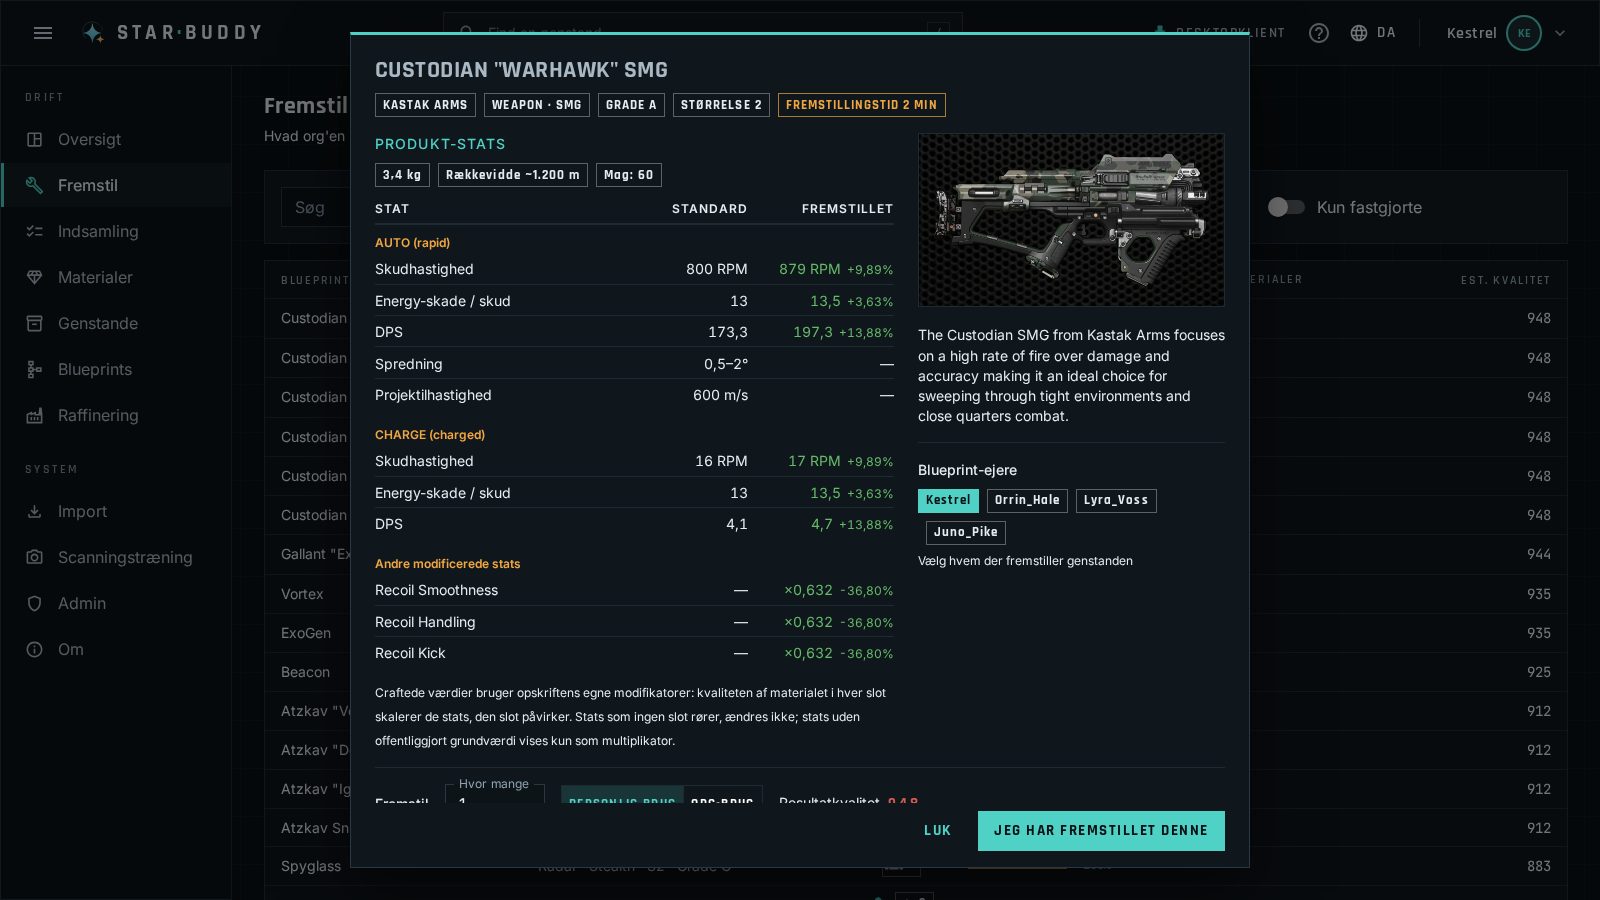 STAR·BUDDY
DA
Kestrel
KE
DRIFT
Oversigt
Fremstil
Indsamling
Materialer
Genstande
Blueprints
Raffinering
SYSTEM
Import
Scanningstræning
Admin
Om
Fremstil
Hvad org'en
Søg
Kun fastgjorte
BLUEPRINT
EST. KVALITET
Custodian
948
Custodian
948
Custodian
948
Custodian
948
Custodian
948
Custodian
948
Gallant "Ex
944
Vortex
935
ExoGen
935
Beacon
925
Atzkav "Ve
912
Atzkav "D
912
Atzkav "Ig
912
Atzkav Sn
912
Spyglass
883
CUSTODIAN "WARHAWK" SMG
KASTAK ARMS
WEAPON · SMG
GRADE A
STØRRELSE 2
FREMSTILLINGSTID 2 MIN
PRODUKT-STATS
3,4 kg
Rækkevidde ~1.200 m
Mag: 60
STAT STANDARD FREMSTILLET
AUTO (rapid)
Skudhastighed 800 RPM 879 RPM +9,89%
Energy-skade / skud 13 13,5 +3,63%
DPS 173,3 197,3 +13,88%
Spredning 0,5–2° —
Projektilhastighed 600 m/s —
CHARGE (charged)
Skudhastighed 16 RPM 17 RPM +9,89%
Energy-skade / skud 13 13,5 +3,63%
DPS 4,1 4,7 +13,88%
Andre modificerede stats
Recoil Smoothness — ×0,632 -36,80%
Recoil Handling — ×0,632 -36,80%
Recoil Kick — ×0,632 -36,80%
Craftede værdier bruger opskriftens egne modifikatorer: kvaliteten af materialet i hver slot
skalerer de stats, den slot påvirker. Stats som ingen slot rører, ændres ikke; stats uden
offentliggjort grundværdi vises kun som multiplikator.
The Custodian SMG from Kastak Arms focuses
on a high rate of fire over damage and
accuracy making it an ideal choice for
sweeping through tight environments and
close quarters combat.
Blueprint-ejere
Kestrel
Orrin_Hale
Lyra_Voss
Juno_Pike
Vælg hvem der fremstiller genstanden
Hvor mange
Fremstil
1
PERSONLIG BRUG
Resultatkvalitet
LUK
JEG HAR FREMSTILLET DENNE